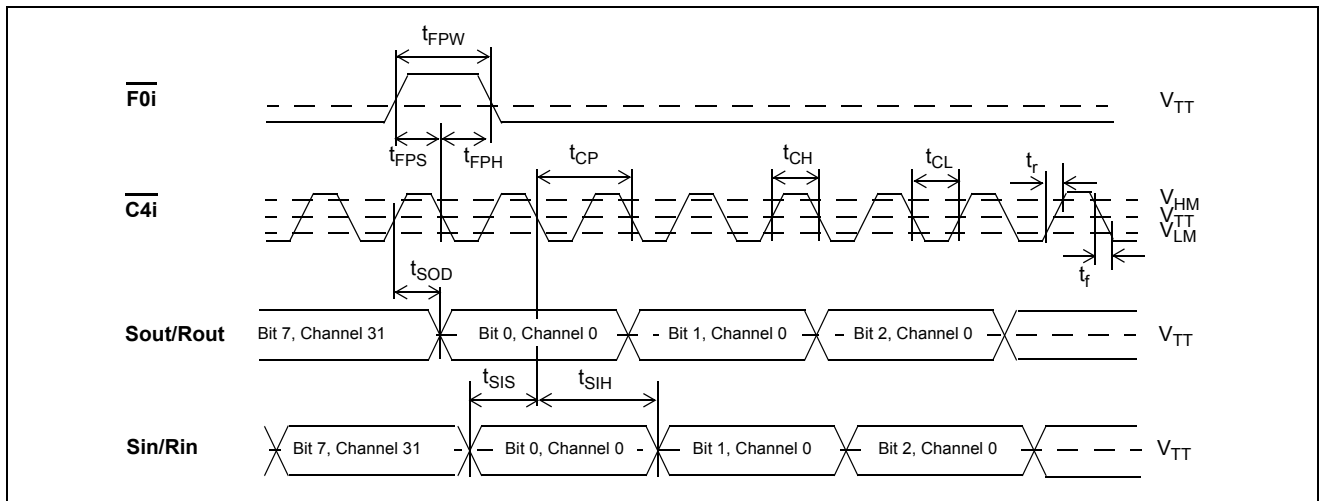 tFPW
F0i
VTT
tFPS
tFPH
tCP
tCH
tCL
tr
C4i
VHM
VTT
VLM
tSOD
tf
Sout/Rout
Bit 7, Channel 31
Bit 0, Channel 0
Bit 1, Channel 0
Bit 2, Channel 0
VTT
tSIS
tSIH
Sin/Rin
Bit 7, Channel 31
Bit 0, Channel 0
Bit 1, Channel 0
Bit 2, Channel 0
VTT